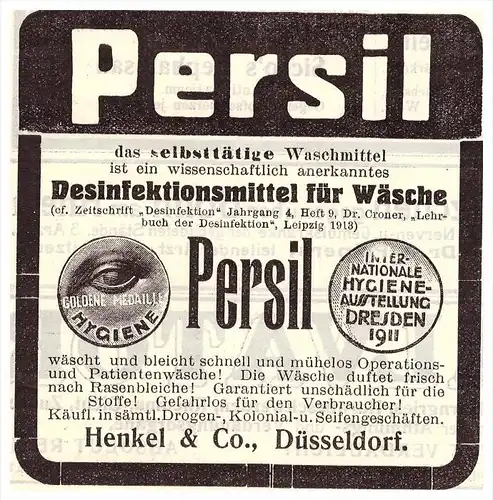 Persil
das selbsttätige Waschmittel
ist ein wissenschaftlich anerkanntes
Desinfektionsmittel für Wäsche
(cf. Zeitschrift „Desinfektion“ Jahrgang 4, Heft 9, Dr. Croner, „Lehr-
buch der Desinfektion“, Leipzig 1913)
GOLDENE MEDAILLE
HYGIENE
Persil
INTER-
NATIONALE
HYGIENE-
AUSSTELLUNG
DRESDEN
1911
wäscht und bleicht schnell und mühelos Operations-
und Patientenwäsche! Die Wäsche duftet frisch
nach Rasenbleiche! Garantiert unschädlich für die
Stoffe! Gefahrlos für den Verbraucher!
Käufl. in sämtl. Drogen-, Kolonial- u. Seifengeschäften.
Henkel & Co., Düsseldorf.